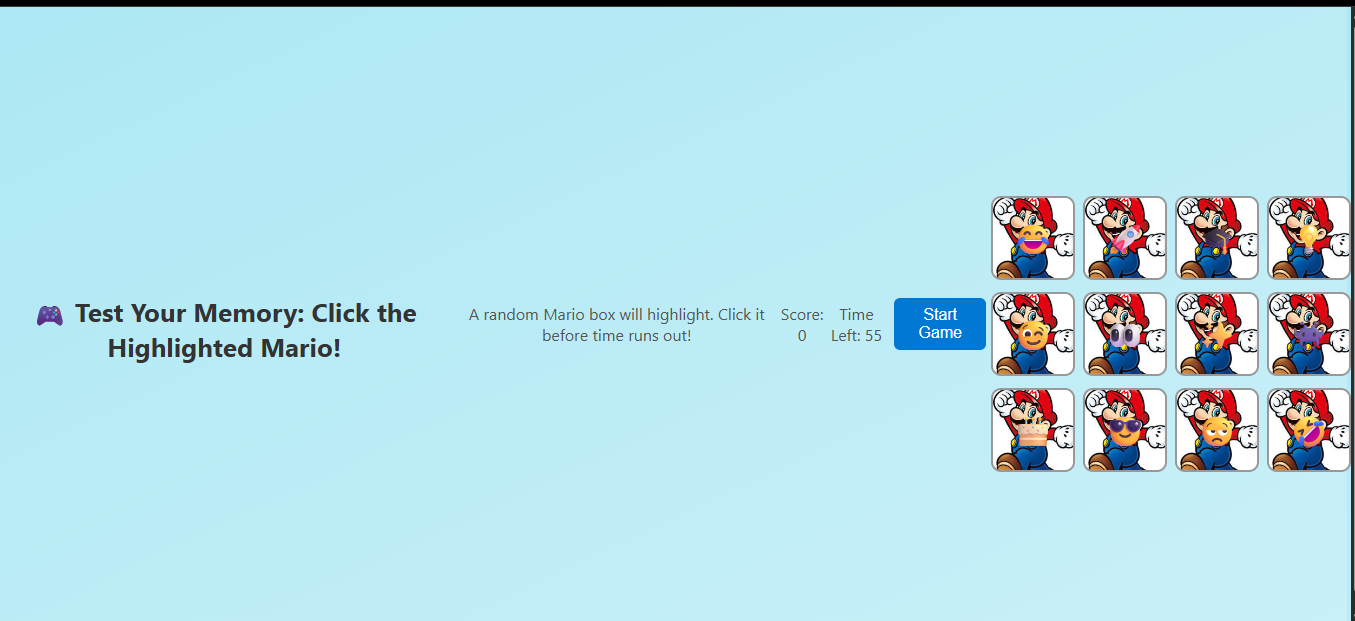 🎮 Test Your Memory: Click the
Highlighted Mario!
A random Mario box will highlight. Click it
before time runs out!
Score:
0
Time
Left: 55
Start
Game